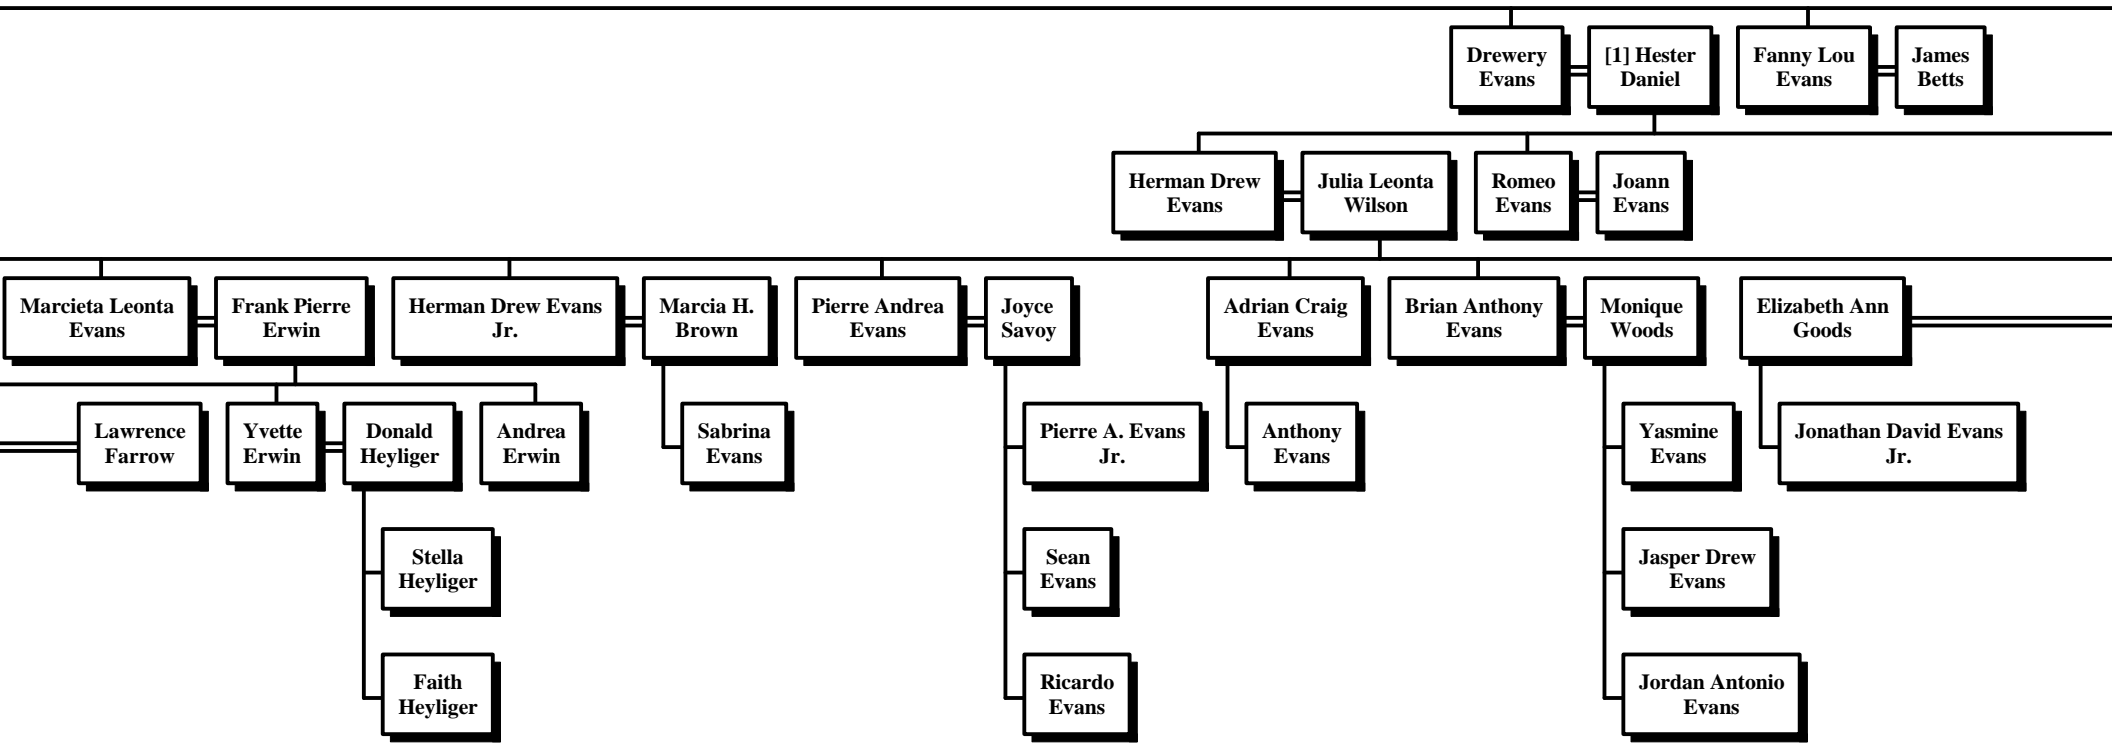 Drewery
Evans
[1] Hester
Daniel
Fanny Lou
Evans
James
Betts
Herman Drew
Evans
Julia Leonta
Wilson
Romeo
Evans
Joann
Evans
Marcieta Leonta
Evans
Frank Pierre
Erwin
Herman Drew Evans
Jr.
Marcia H.
Brown
Pierre Andrea
Evans
Joyce
Savoy
Adrian Craig
Evans
Brian Anthony
Evans
Monique
Woods
Elizabeth Ann
Goods
Lawrence
Farrow
Yvette
Erwin
Donald
Heyliger
Andrea
Erwin
Sabrina
Evans
Pierre A. Evans
Jr.
Anthony
Evans
Yasmine
Evans
Jonathan David Evans
Jr.
Stella
Heyliger
Sean
Evans
Jasper Drew
Evans
Faith
Heyliger
Ricardo
Evans
Jordan Antonio
Evans